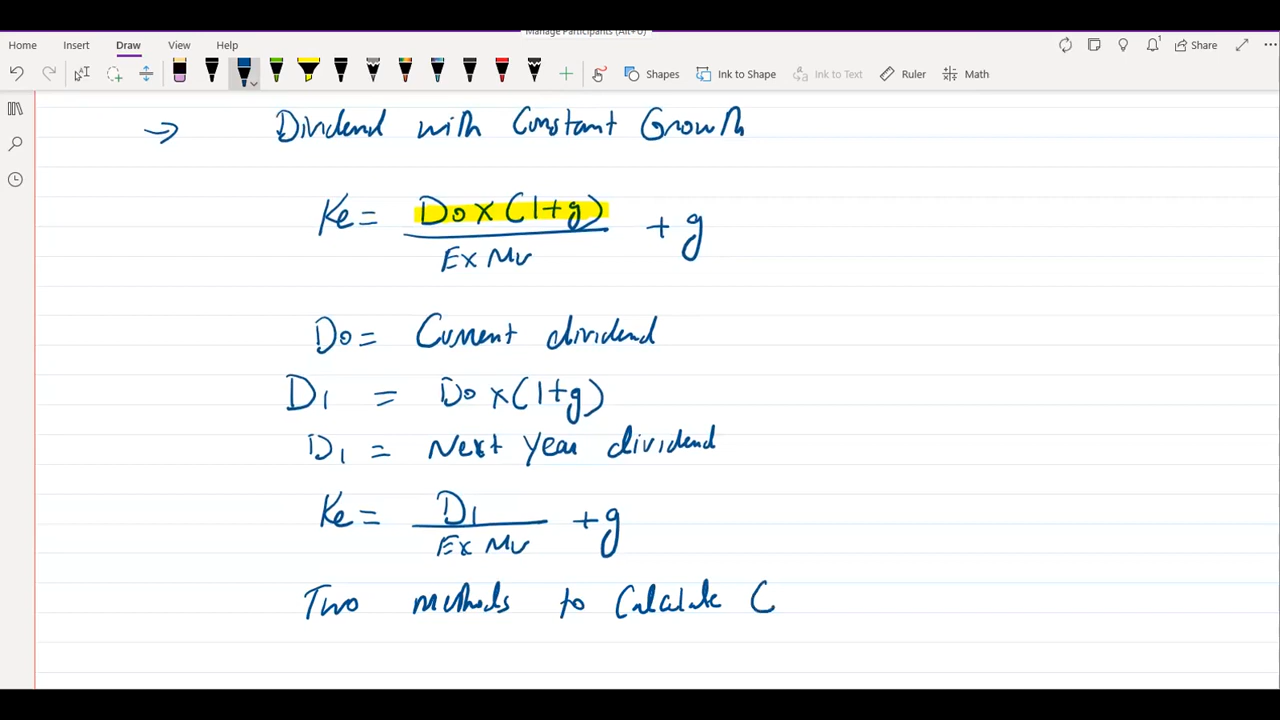 Manage Participants (Alt+U)
Home Insert Draw View Help Share
Shapes Ink to Shape Ink to Text Ruler Math
→ Dividend with Constant Growth
Ke = Do x (1+g) / Ex Mv + g
Do = Current dividend
D1 = Do x (1+g)
D1 = Next year dividend
Ke = D1 / Ex Mv + g
Two methods to Calculate C